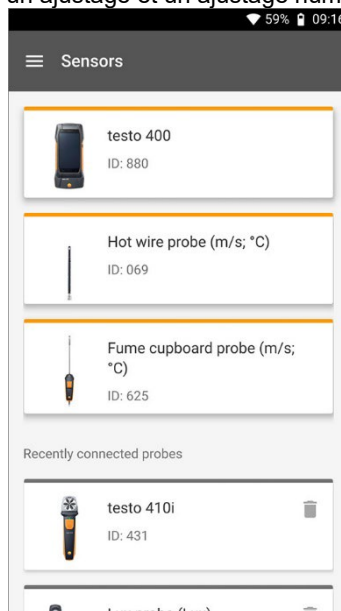 un ajustage et un ajustage
59% 09:16
Sensors
testo 400
ID: 880
Hot wire probe (m/s; °C)
ID: 069
Fume cupboard probe (m/s;
°C)
ID: 625
Recently connected probes
testo 410i
ID: 431